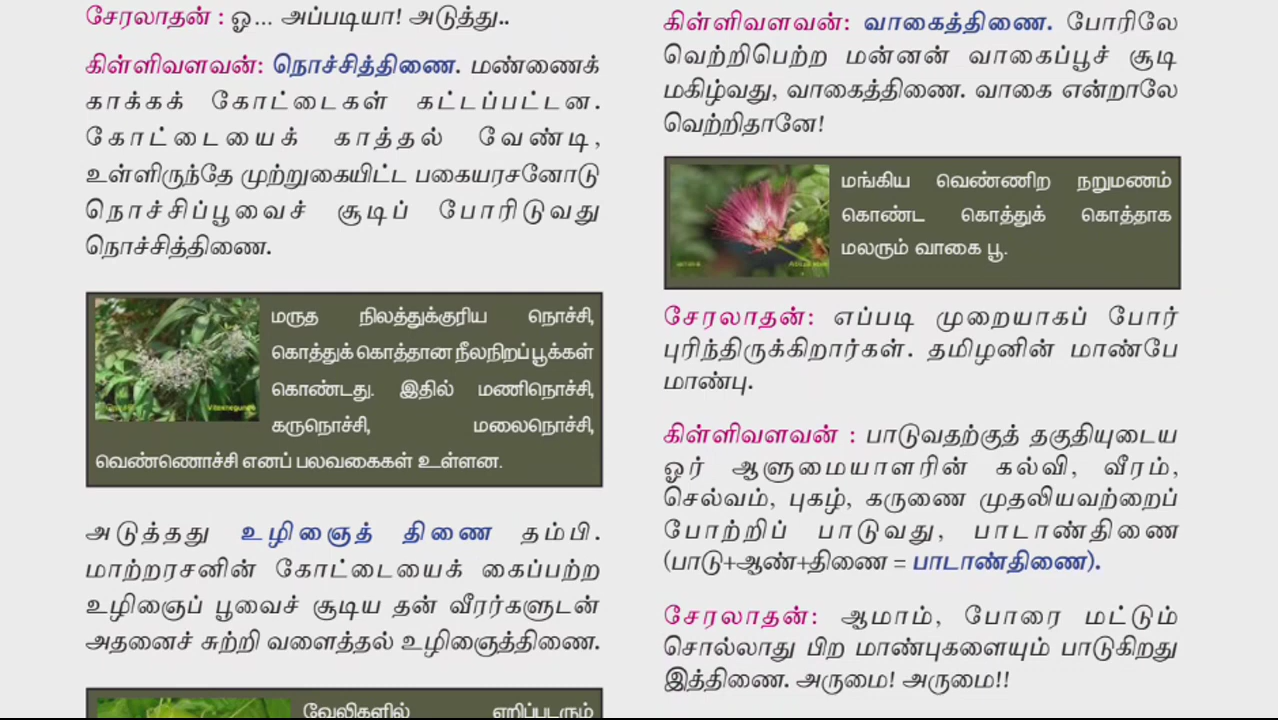 சேரலாதன் : ஓ... அப்படியா! அடுத்து..
கிள்ளிவளவன்: நொச்சித்திணை. மண்ணைக்
காக்கக் கோட்டைகள் கட்டப்பட்டன.
கோட்டையைக் காத்தல் வேண்டி,
உள்ளிருந்தே முற்றுகையிட்ட பகையரசனோடு
நொச்சிப்பூவைச் சூடிப் போரிடுவது
நொச்சித்திணை.
மருத நிலத்துக்குரிய நொச்சி,
கொத்துக் கொத்தான நீலநிறப் பூக்கள்
கொண்டது. இதில் மணிநொச்சி,
கருநொச்சி, மலைநொச்சி,
வெண்ணொச்சி எனப் பலவகைகள் உள்ளன.
அடுத்தது உழிஞைத் திணை தம்பி.
மாற்றரசனின் கோட்டையைக் கைப்பற்ற
உழிஞைப் பூவைச் சூடிய தன் வீரர்களுடன்
அதனைச் சுற்றி வளைத்தல் உழிஞைத்திணை.
வேலிகளில் ஏறிப்படரும்
கிள்ளிவளவன்: வாகைத்திணை. போரிலே
வெற்றிபெற்ற மன்னன் வாகைப்பூச் சூடி
மகிழ்வது, வாகைத்திணை. வாகை என்றாலே
வெற்றிதானே!
மங்கிய வெண்ணிற நறுமணம்
கொண்ட கொத்துக் கொத்தாக
மலரும் வாகை பூ.
சேரலாதன்: எப்படி முறையாகப் போர்
புரிந்திருக்கிறார்கள். தமிழனின் மாண்பே
மாண்பு.
கிள்ளிவளவன் : பாடுவதற்குத் தகுதியுடைய
ஓர் ஆளுமையாளரின் கல்வி, வீரம்,
செல்வம், புகழ், கருணை முதலியவற்றைப்
போற்றிப் பாடுவது, பாடாண்திணை
(பாடு+ஆண்+திணை = பாடாண்திணை).
சேரலாதன்: ஆமாம், போரை மட்டும்
சொல்லாது பிற மாண்புகளையும் பாடுகிறது
இத்திணை. அருமை! அருமை!!